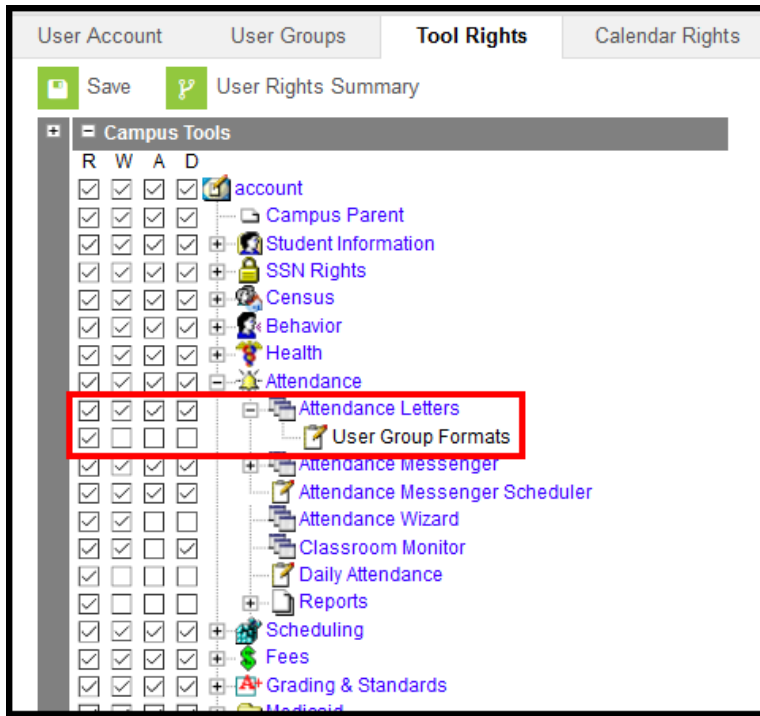 User Account User Groups Tool Rights Calendar Rights
Save User Rights Summary
Campus Tools
R W A D
account
Campus Parent
Student Information
SSN Rights
Census
Behavior
Health
Attendance
Attendance Letters
User Group Formats
Attendance Messenger
Attendance Messenger Scheduler
Attendance Wizard
Classroom Monitor
Daily Attendance
Reports
Scheduling
Fees
A+ Grading & Standards
Medicaid